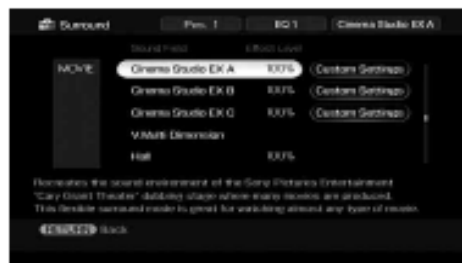 Surround Pos. 1 EQ 1 Cinema Studio EX A
Sound Field Effect Level
MOVIE Cinema Studio EX A 100% Custom Settings
Cinema Studio EX B 100% Custom Settings
Cinema Studio EX C 100% Custom Settings
V.Multi Dimension
Hall 100%
Recreates the sound environment of the Sony Pictures Entertainment
"Cary Grant Theater" dubbing stage where many movies are produced.
This flexible surround mode is great for watching almost any type of movie.
RETURN Back